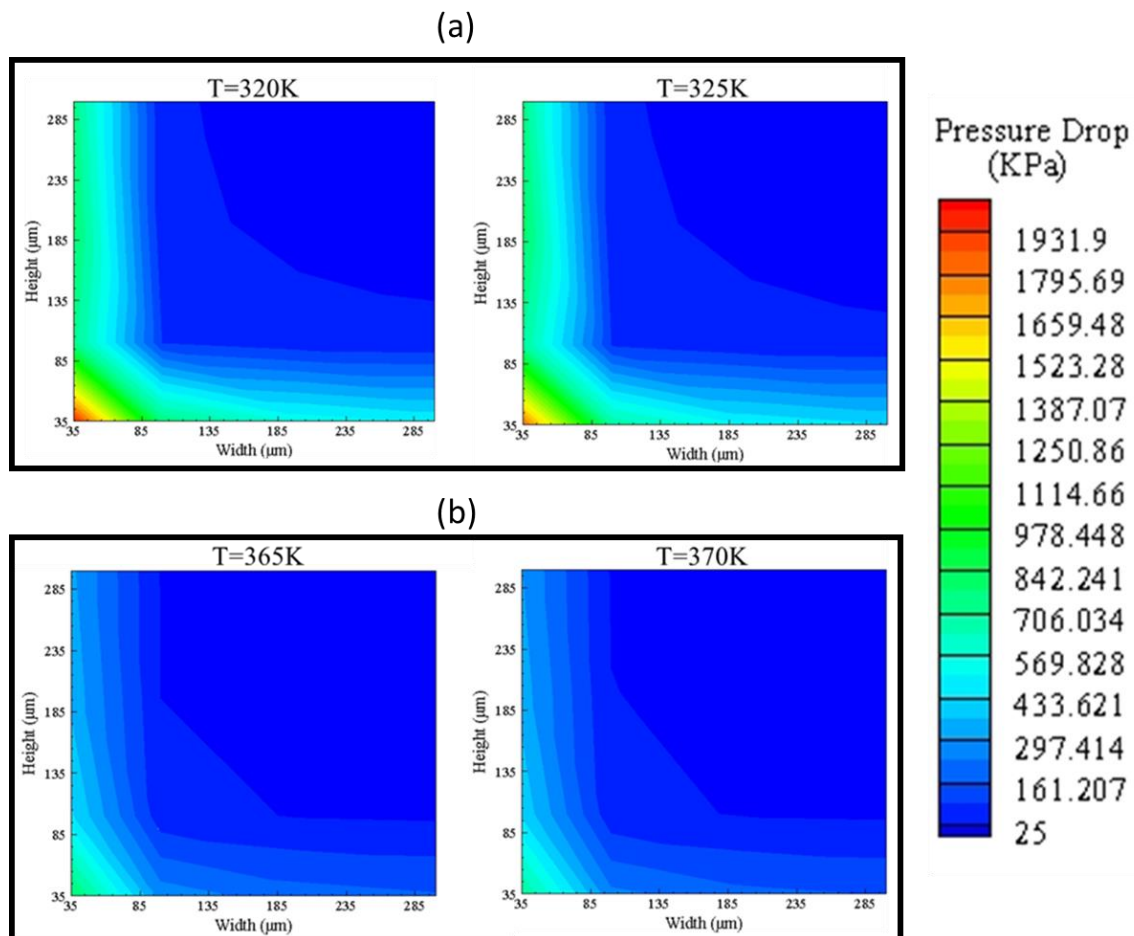 (a)
T=320K
285
235
185
135
85
35
Height (μm)
35 85 135 185 235 285
Width (μm)
T=325K
285
235
185
135
85
35
Height (μm)
35 85 135 185 235 285
Width (μm)
(b)
T=365K
285
235
185
135
85
35
Height (μm)
35 85 135 185 235 285
Width (μm)
T=370K
285
235
185
135
85
35
Height (μm)
35 85 135 185 235 285
Width (μm)
Pressure Drop
(KPa)
1931.9
1795.69
1659.48
1523.28
1387.07
1250.86
1114.66
978.448
842.241
706.034
569.828
433.621
297.414
161.207
25